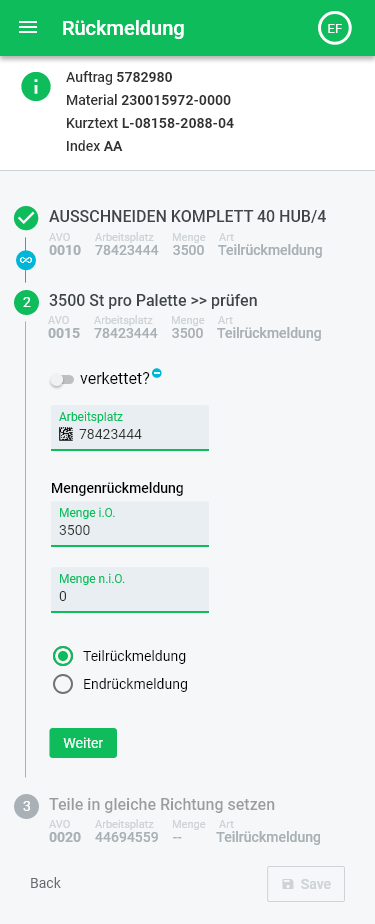 Rückmeldung
EF
Auftrag 5782980
Material 230015972-0000
Kurztext L-08158-2088-04
Index AA
AUSSCHNEIDEN KOMPLETT 40 HUB/4
AVO Arbeitsplatz Menge Art
0010 78423444 3500 Teilrückmeldung
2 3500 St pro Palette >> prüfen
AVO Arbeitsplatz Menge Art
0015 78423444 3500 Teilrückmeldung
verkettet?
Arbeitsplatz
78423444
Mengenrückmeldung
Menge i.O.
3500
Menge n.i.O.
0
Teilrückmeldung
Endrückmeldung
Weiter
3 Teile in gleiche Richtung setzen
AVO Arbeitsplatz Menge Art
0020 44694559 -- Teilrückmeldung
Back
Save